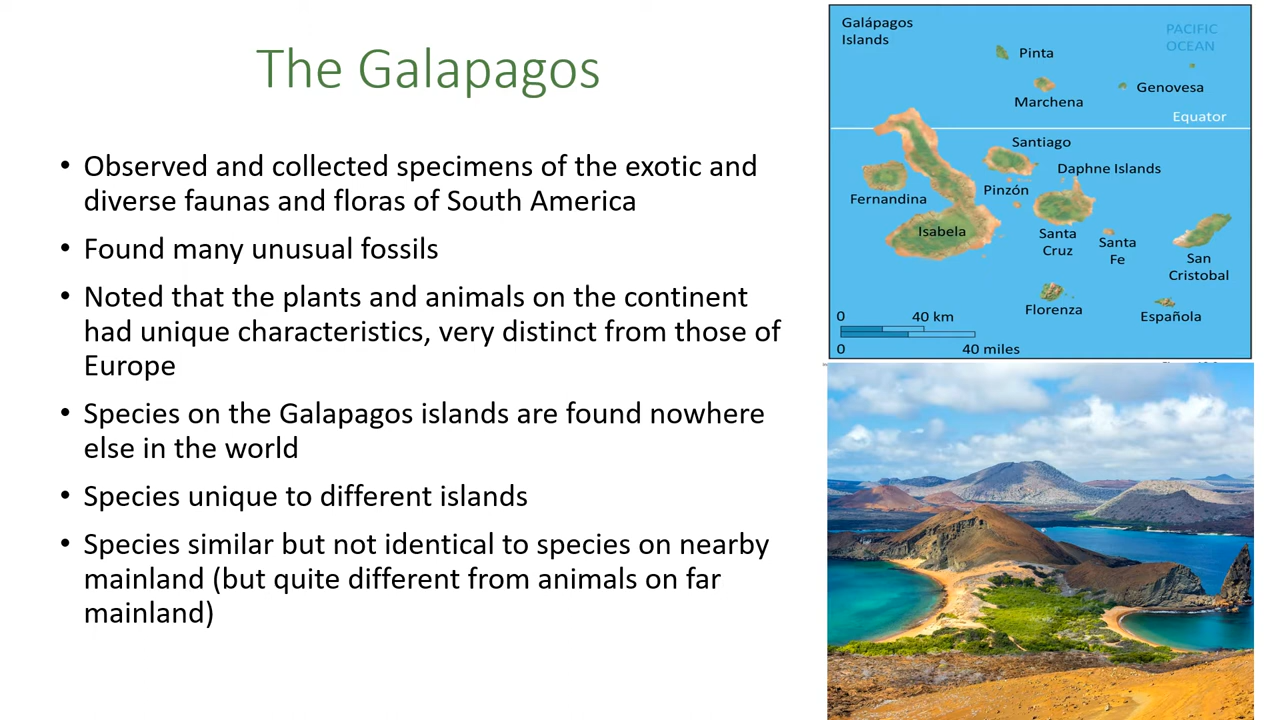 The Galapagos
• Observed and collected specimens of the exotic and
diverse faunas and floras of South America
• Found many unusual fossils
• Noted that the plants and animals on the continent
had unique characteristics, very distinct from those of
Europe
• Species on the Galapagos islands are found nowhere
else in the world
• Species unique to different islands
• Species similar but not identical to species on nearby
mainland (but quite different from animals on far
mainland)
Galápagos
Islands
PACIFIC
OCEAN
Pinta
Genovesa
Marchena
Equator
Santiago
Daphne Islands
Pinzón
Fernandina
Isabela
Santa
Cruz
Santa
Fe
San
Cristobal
Florenza
Española
0 40 km
0 40 miles